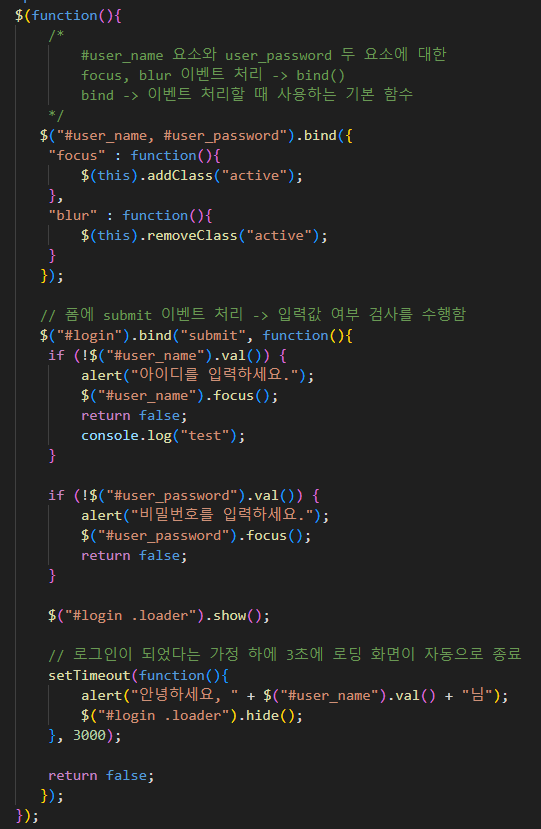 $(function(){
/*
#user_name 요소와 user_password 두 요소에 대한
focus, blur 이벤트 처리 -> bind()
bind -> 이벤트 처리할 때 사용하는 기본 함수
*/
$("#user_name, #user_password").bind({
"focus" : function(){
$(this).addClass("active");
},
"blur" : function(){
$(this).removeClass("active");
}
});
// 폼에 submit 이벤트 처리 -> 입력값 여부 검사를 수행함
$("#login").bind("submit", function(){
if (!$("#user_name").val()) {
alert("아이디를 입력하세요.");
$("#user_name").focus();
return false;
console.log("test");
}
if (!$("#user_password").val()) {
alert("비밀번호를 입력하세요.");
$("#user_password").focus();
return false;
}
$("#login .loader").show();
// 로그인이 되었다는 가정 하에 3초에 로딩 화면이 자동으로 종료
setTimeout(function(){
alert("안녕하세요, " + $("#user_name").val() + "님");
$("#login .loader").hide();
}, 3000);
return false;
});
});